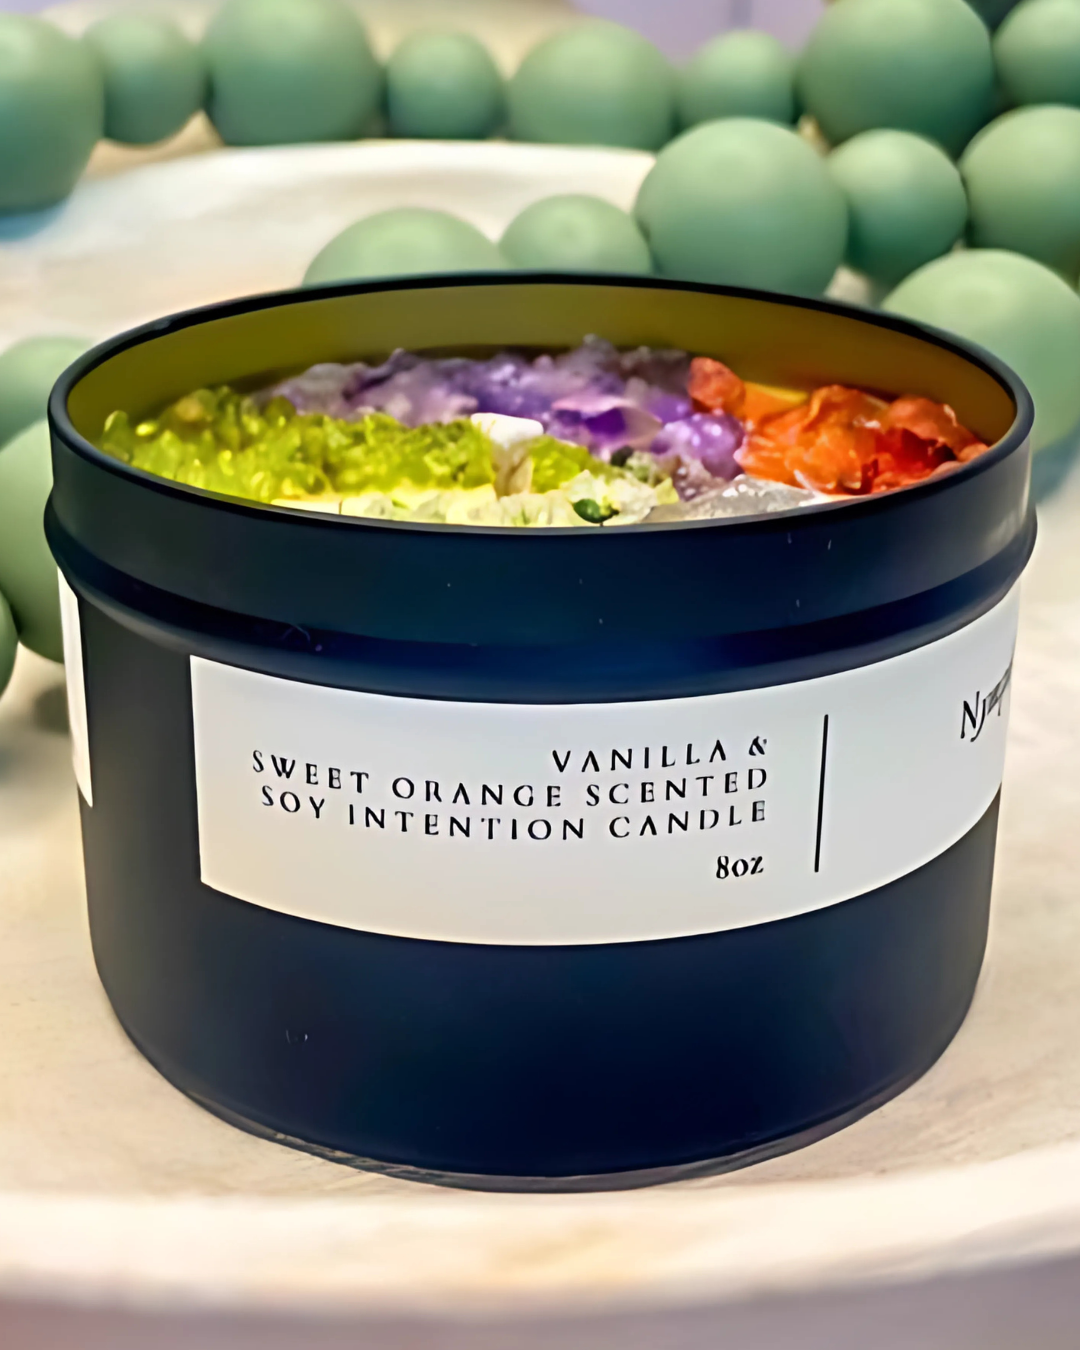 VANILLA &
SWEET ORANGE SCENTED
SOY INTENTION CANDLE
8oz